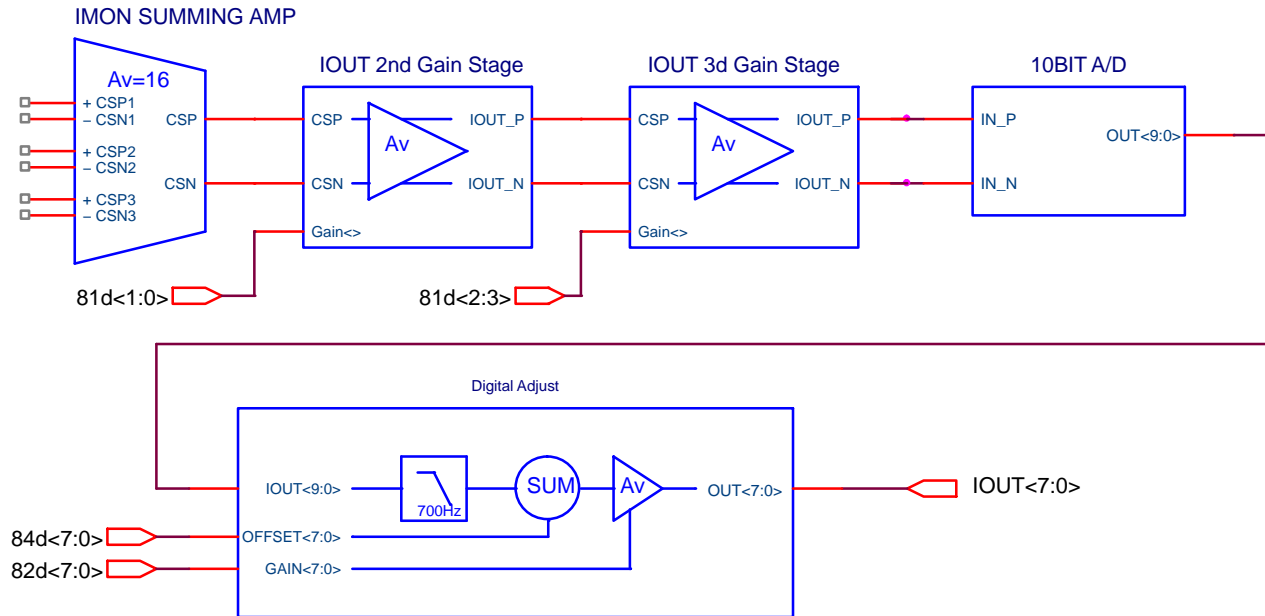 IMON SUMMING AMP
Av=16
+ CSP1
− CSN1
+ CSP2
− CSN2
+ CSP3
− CSN3
CSP
CSN
IOUT 2nd Gain Stage
CSP
CSN
Gain<>
Av
IOUT_P
IOUT_N
81d<1:0>
IOUT 3d Gain Stage
CSP
CSN
Gain<>
Av
IOUT_P
IOUT_N
81d<2:3>
10BIT A/D
IN_P
IN_N
OUT<9:0>
Digital Adjust
IOUT<9:0>
700Hz
SUM
Av
OUT<7:0>
IOUT<7:0>
84d<7:0>
OFFSET<7:0>
82d<7:0>
GAIN<7:0>